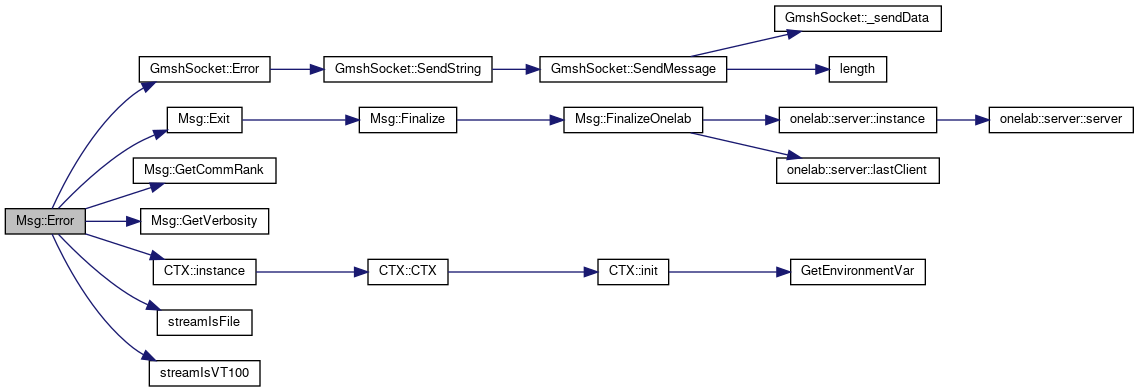 GmshSocket::_sendData
GmshSocket::Error
GmshSocket::SendString
GmshSocket::SendMessage
length
Msg::Exit
Msg::Finalize
Msg::FinalizeOnelab
onelab::server::instance
onelab::server::server
Msg::GetCommRank
onelab::server::lastClient
Msg::Error
Msg::GetVerbosity
CTX::instance
CTX::CTX
CTX::init
GetEnvironmentVar
streamIsFile
streamIsVT100